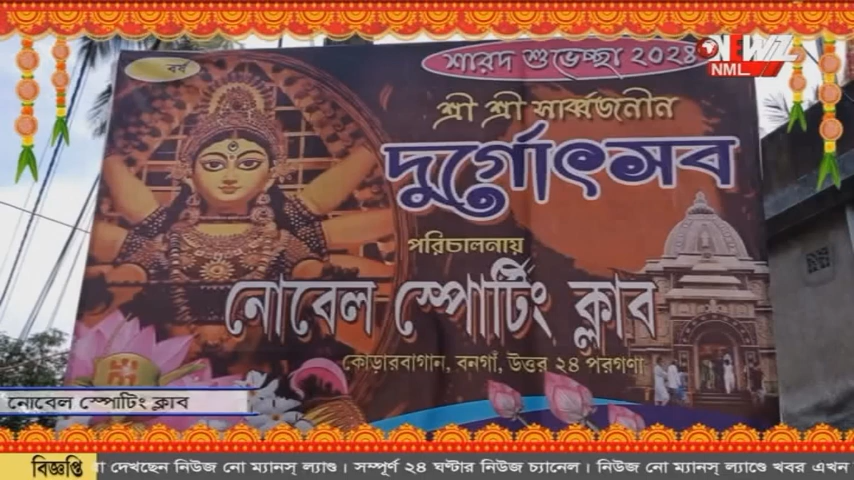 শারদ শুভেচ্ছা ২০২৪
NEWZ
NML
বর্ষ
শ্রী শ্রী সার্ব্বজনীন
দুর্গোৎসব
পরিচালনায়
নোবেল স্পোর্টিং ক্লাব
কোড়ারবাগান, বনগাঁ, উত্তর ২৪ পরগণা
নোবেল স্পোটিং ক্লাব
বিজ্ঞপ্তি
রা দেখছেন নিউজ নো ম্যানস্ ল্যাণ্ড। সম্পূর্ণ ২৪ ঘণ্টার নিউজ চ্যানেল। নিউজ নো ম্যানস্ ল্যাণ্ডে খবর এখন